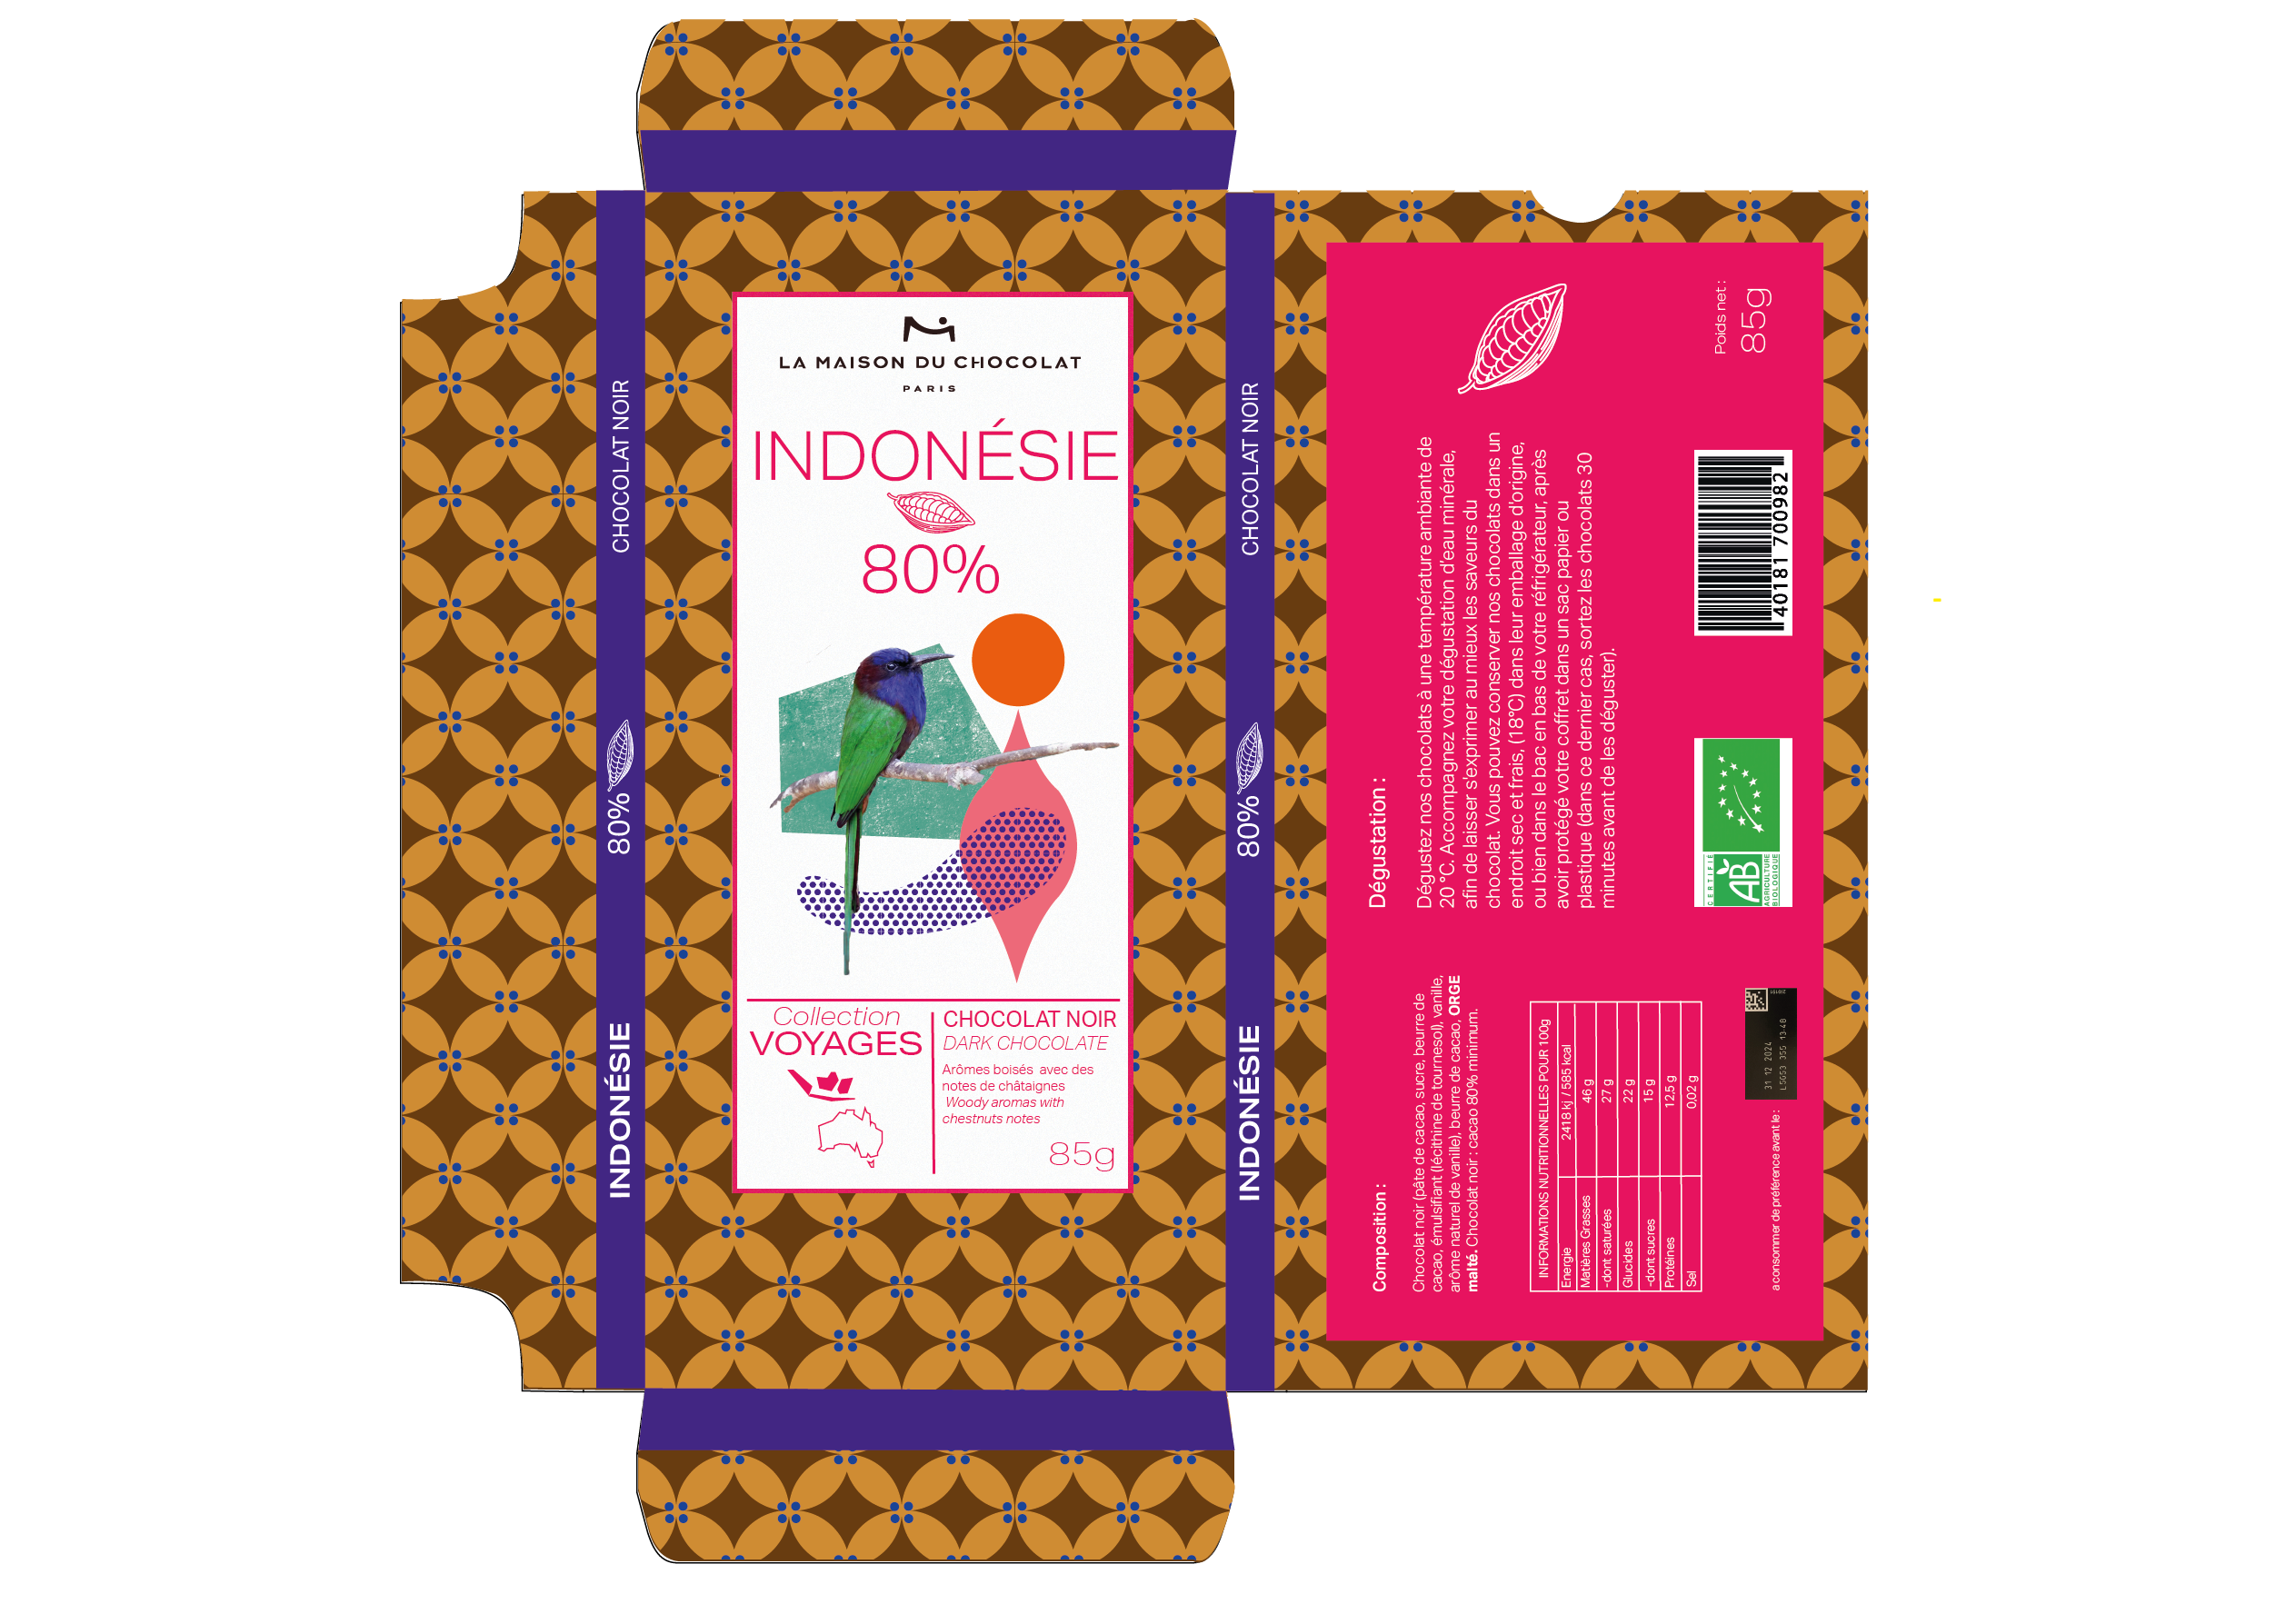 CHOCOLAT NOIR
80%
INDONÉSIE
LA MAISON DU CHOCOLAT
PARIS
INDONÉSIE
80%
Collection
VOYAGES
CHOCOLAT NOIR
DARK CHOCOLATE
Arômes boisés avec des
notes de châtaignes
Woody aromas with
chestnuts notes
85g
CHOCOLAT NOIR
80%
INDONÉSIE
Composition :
Chocolat noir (pâte de cacao, sucre, beurre de
cacao, émulsifiant (lécithine de tournesol), vanille,
arôme naturel de vanille), beurre de cacao, ORGE
malté. Chocolat noir : cacao 80% minimum.
INFORMATIONS NUTRITIONNELLES POUR 100g
Energie 2418 kj / 585 kcal
Matières Grasses 46 g
-dont saturées 27 g
Glucides 22 g
-dont sucres 15 g
Protéines 12,5 g
Sel 0,02 g
a consommer de préférence avant le :
31 12 2024
L5653 355 13:48
Dégustation :
Dégustez nos chocolats à une température ambiante de
20 °C. Accompagnez votre dégustation d'eau minérale,
afin de laisser s'exprimer au mieux les saveurs du
chocolat. Vous pouvez conserver nos chocolats dans un
endroit sec et frais, (18°C) dans leur emballage d'origine,
ou bien dans le bac en bas de votre réfrigérateur, après
avoir protégé votre coffret dans un sac papier ou
plastique (dans ce dernier cas, sortez les chocolats 30
minutes avant de les déguster).
CERTIFIÉ
AB
AGRICULTURE
BIOLOGIQUE
40181 700982
Poids net :
85g